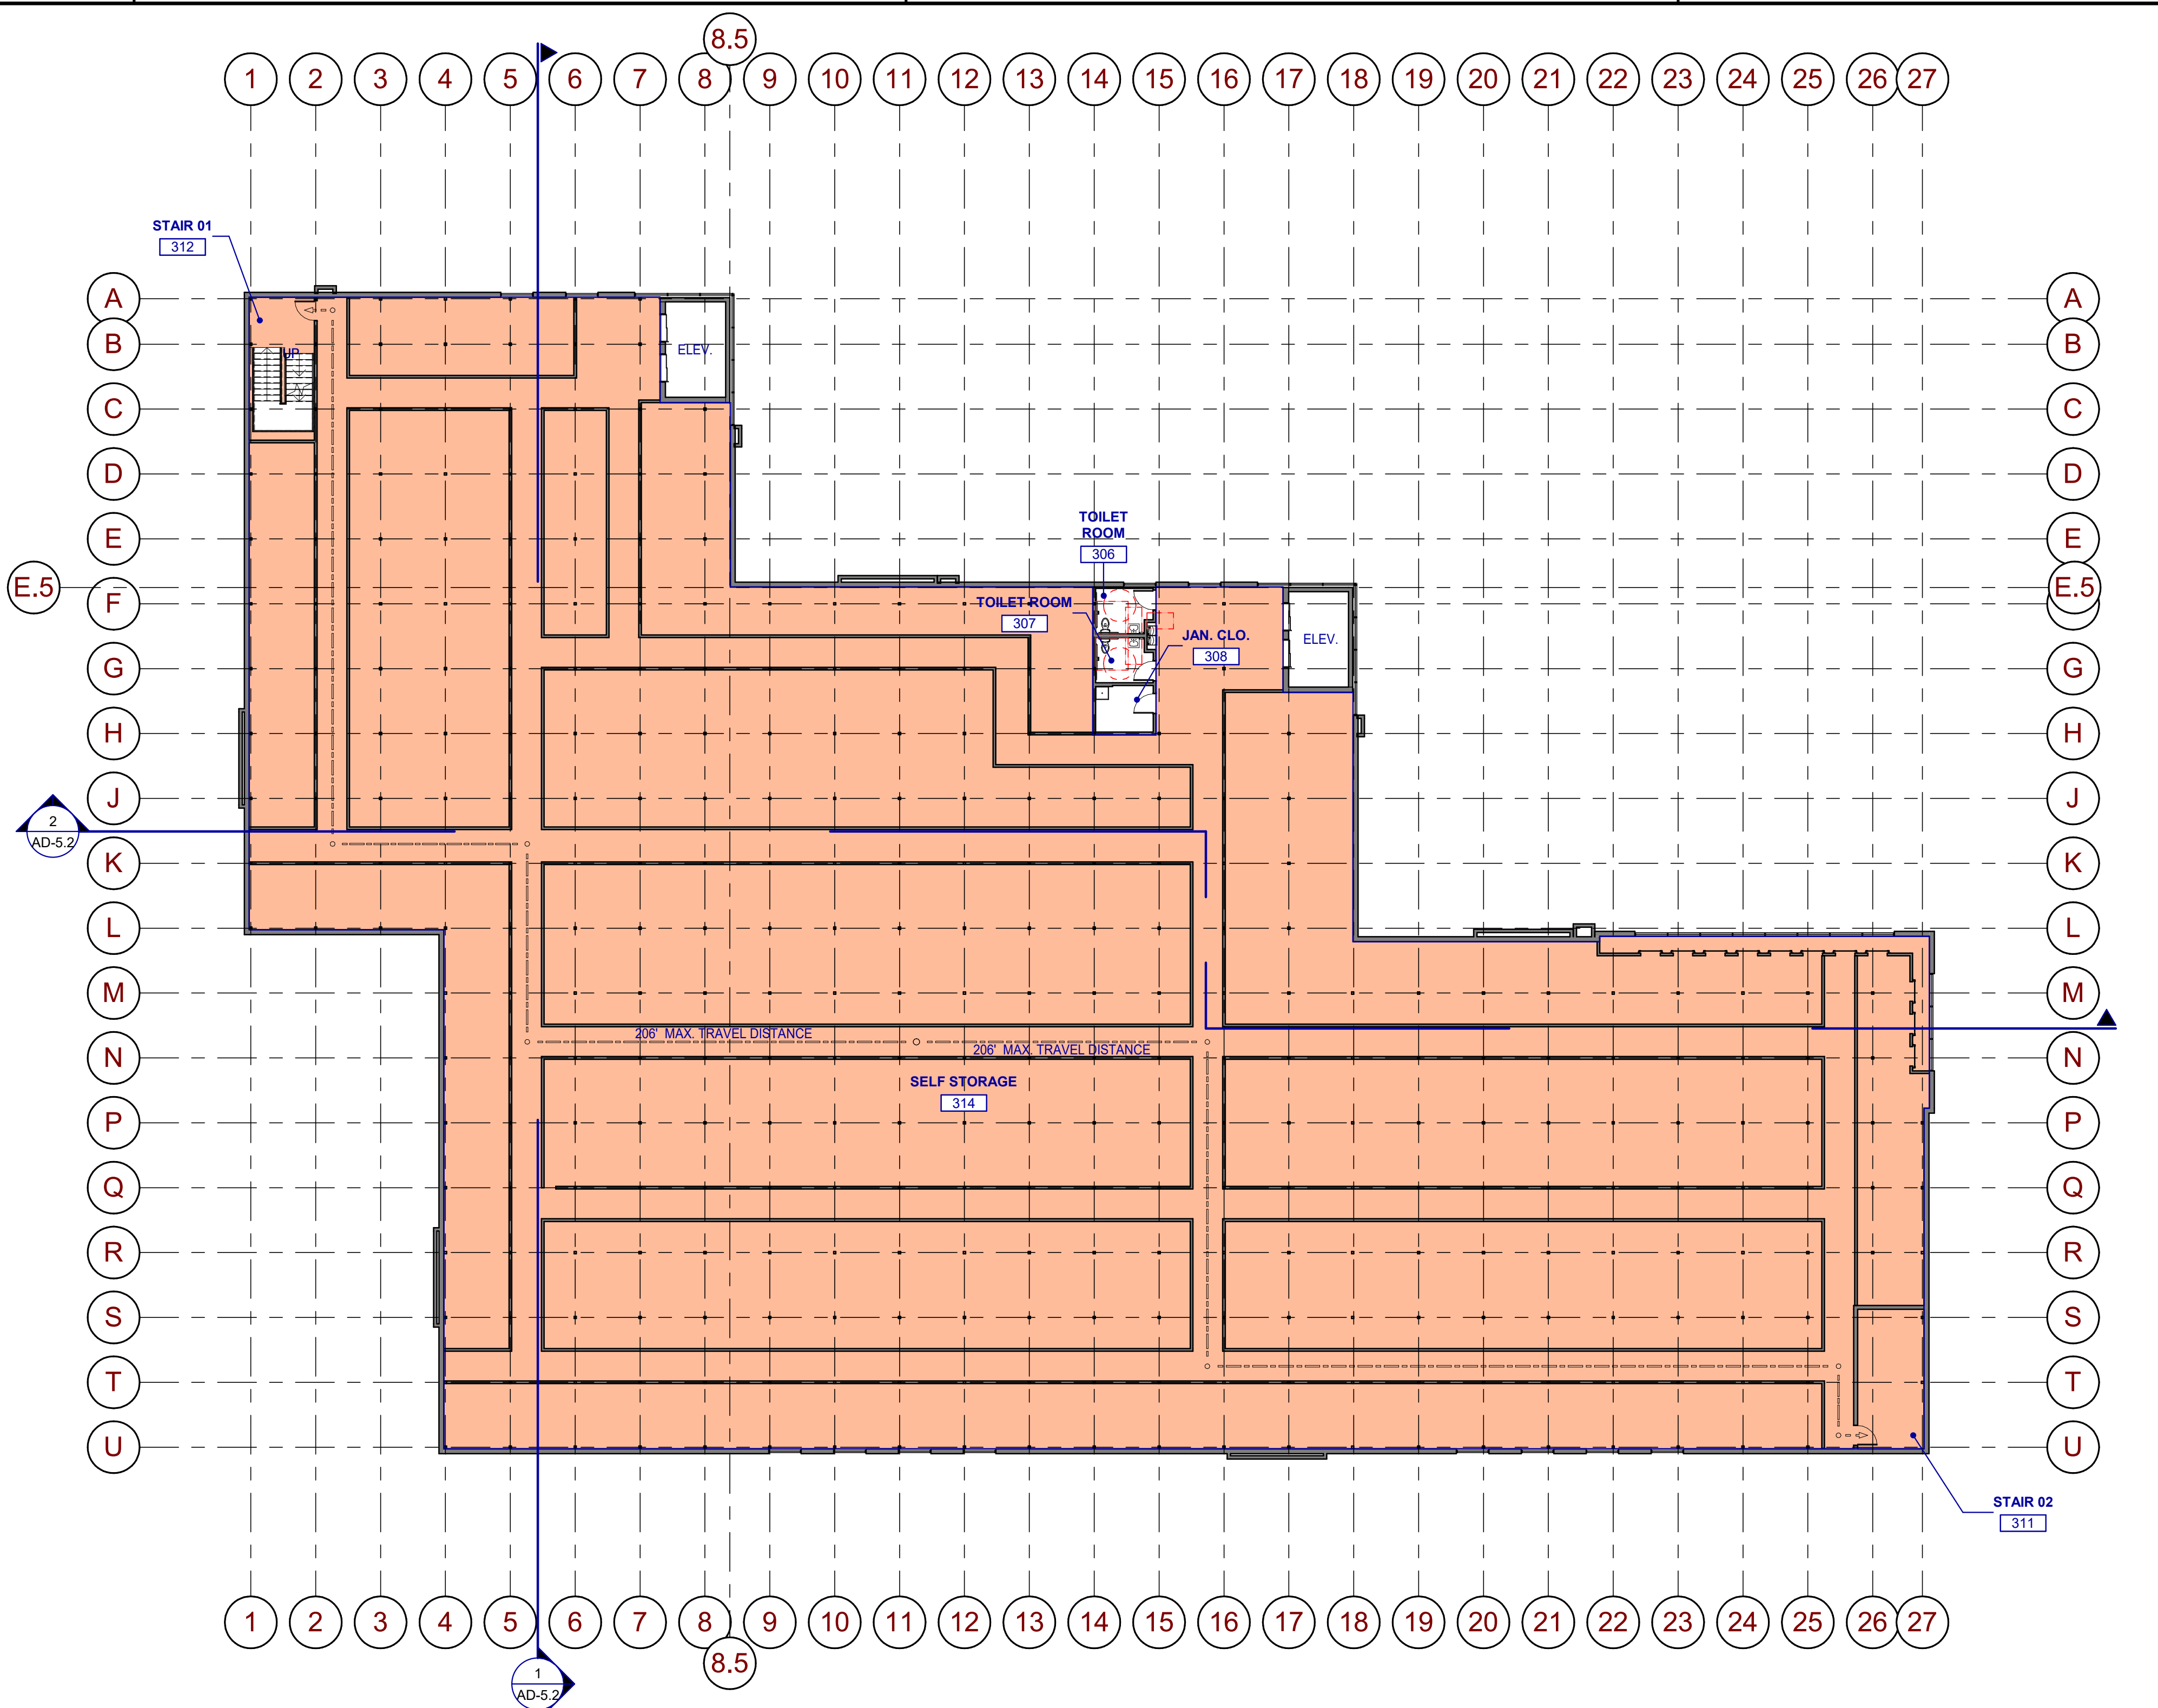 8.5
1 2 3 4 5 6 7 8 9 10 11 12 13 14 15 16 17 18 19 20 21 22 23 24 25 26 27
STAIR 01
312
A A
B B
UP
ELEV.
C C
D D
TOILET
ROOM
306
E E
E.5 E.5
F
TOILET ROOM
307
JAN. CLO.
308
ELEV.
G G
H H
J J
2
AD-5.2
K K
L L
M M
206' MAX. TRAVEL DISTANCE
206' MAX. TRAVEL DISTANCE
N N
SELF STORAGE
314
P P
Q Q
R R
S S
T T
U U
STAIR 02
311
1 2 3 4 5 6 7 8 9 10 11 12 13 14 15 16 17 18 19 20 21 22 23 24 25 26 27
8.5
1
AD-5.2